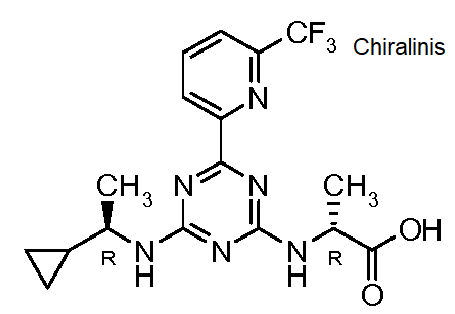 CF3 Chiralinis
N
CH3 N N CH3
OH
R N N N R
H H O